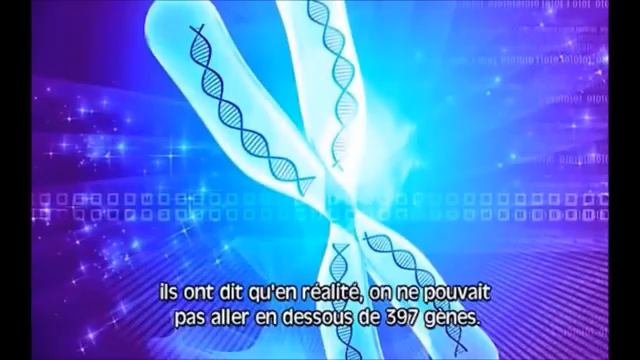 ils ont dit qu'en réalité, on ne pouvait
pas aller en dessous de 397 gènes.